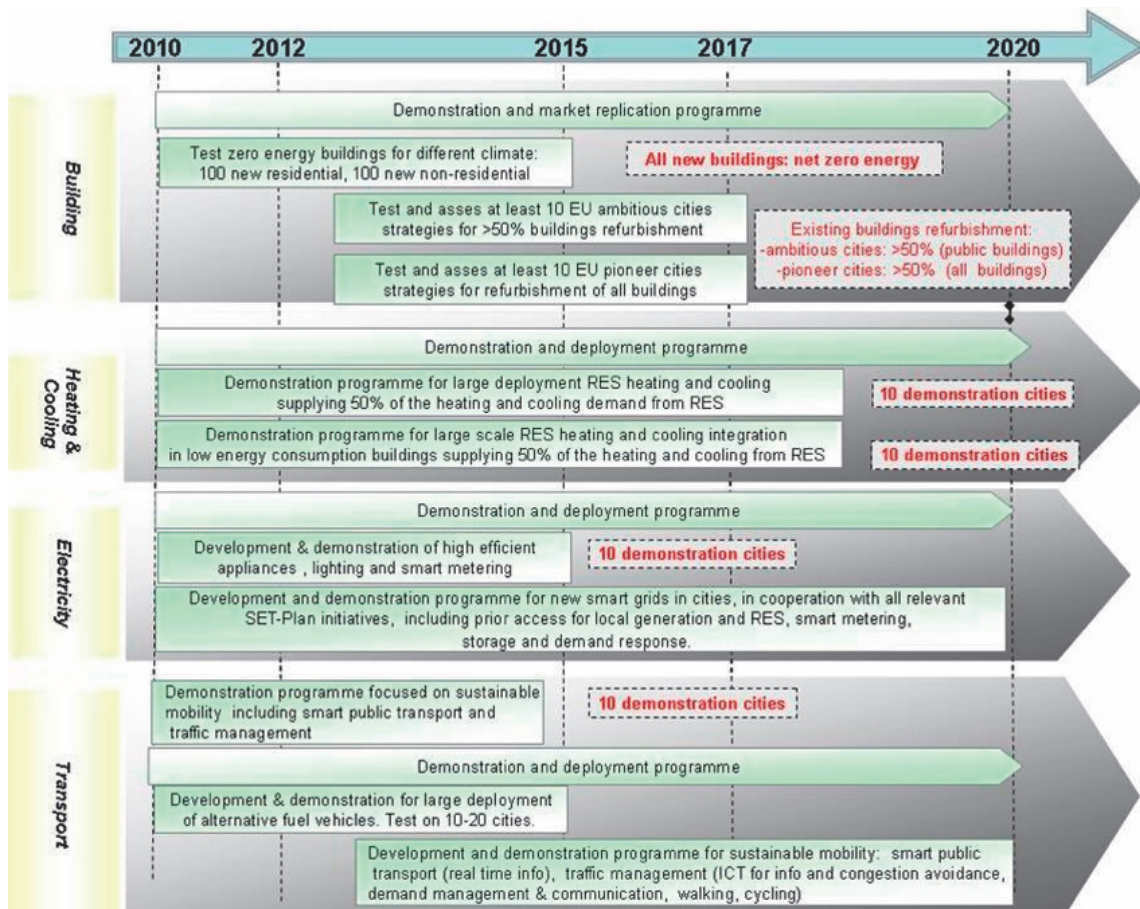 2010 2012 2015 2017 2020
Building
Demonstration and market replication programme
Test zero energy buildings for different climate:
100 new residential, 100 new non-residential
All new buildings: net zero energy
Test and asses at least 10 EU ambitious cities
strategies for >50% buildings refurbishment
Existing buildings refurbishment:
-ambitious cities: >50% (public buildings)
-pioneer cities: >50% (all buildings)
Test and asses at least 10 EU pioneer cities
strategies for refurbishment of all buildings
Heating &
Cooling
Demonstration and deployment programme
Demonstration programme for large deployment RES heating and cooling
supplying 50% of the heating and cooling demand from RES
10 demonstration cities
Demonstration programme for large scale RES heating and cooling integration
in low energy consumption buildings supplying 50% of the heating and cooling from RES
10 demonstration cities
Electricity
Demonstration and deployment programme
Development & demonstration of high efficient
appliances , lighting and smart metering
10 demonstration cities
Development and demonstration programme for new smart grids in cities, in cooperation with all relevant
SET-Plan initiatives, including prior access for local generation and RES, smart metering,
storage and demand response.
Transport
Demonstration programme focused on sustainable
mobility including smart public transport and
traffic management
10 demonstration cities
Demonstration and deployment programme
Development & demonstration for large deployment
of alternative fuel vehicles. Test on 10-20 cities.
Development and demonstration programme for sustainable mobility: smart public
transport (real time info), traffic management (ICT for info and congestion avoidance,
demand management & communication, walking, cycling)